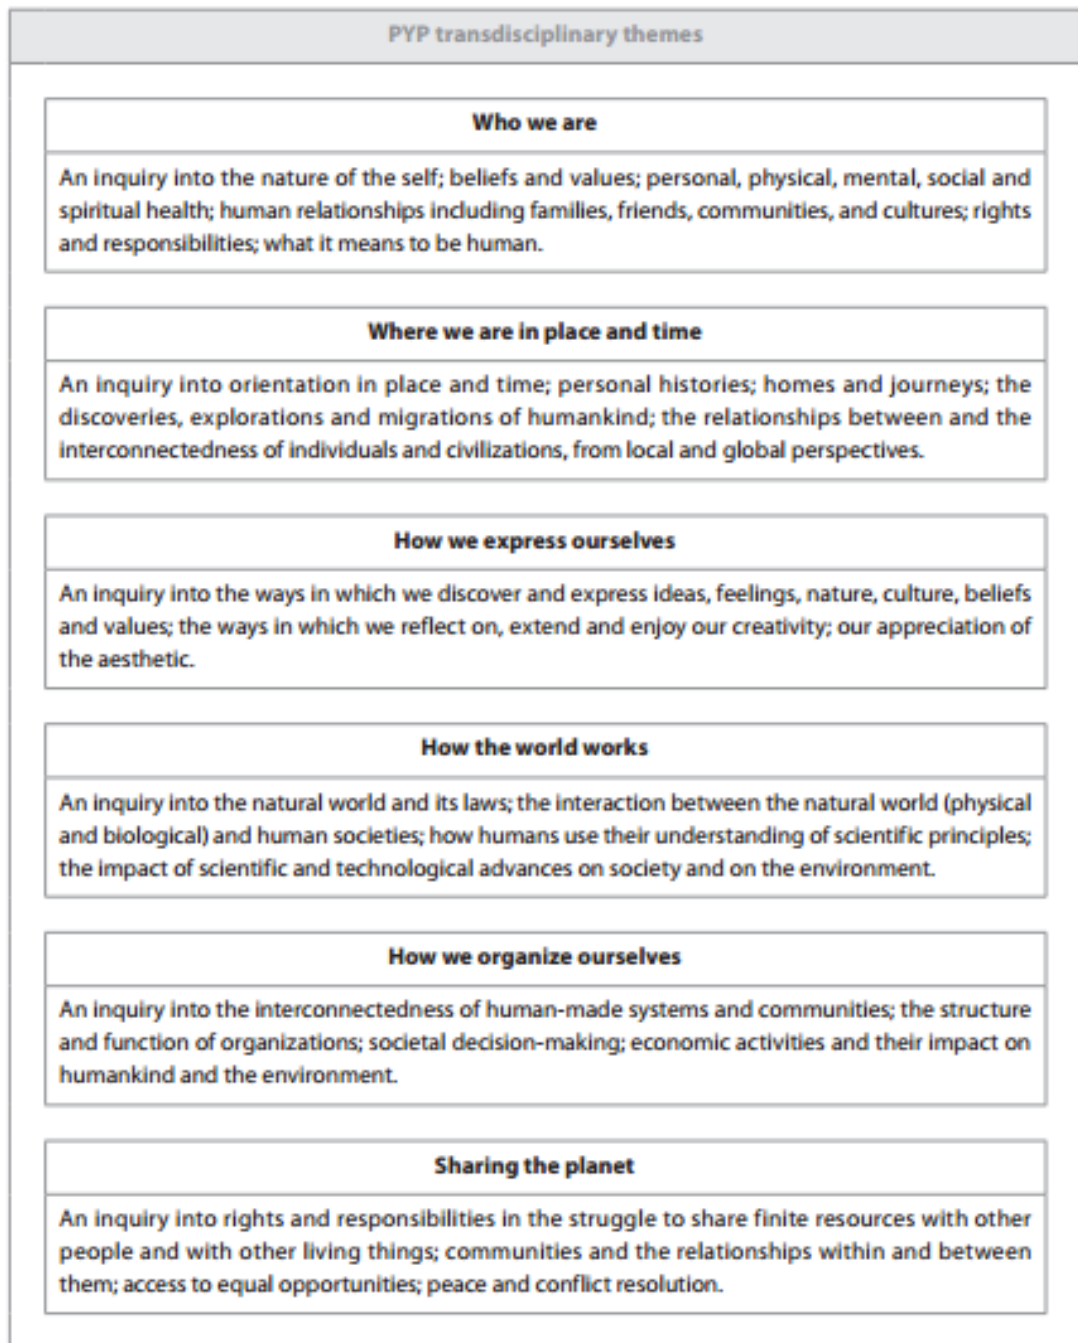 PYP transdisciplinary themes
Who we are
An inquiry into the nature of the self; beliefs and values; personal, physical, mental, social and
spiritual health; human relationships including families, friends, communities, and cultures; rights
and responsibilities; what it means to be human.
Where we are in place and time
An inquiry into orientation in place and time; personal histories; homes and journeys; the
discoveries, explorations and migrations of humankind; the relationships between and the
interconnectedness of individuals and civilizations, from local and global perspectives.
How we express ourselves
An inquiry into the ways in which we discover and express ideas, feelings, nature, culture, beliefs
and values; the ways in which we reflect on, extend and enjoy our creativity; our appreciation of
the aesthetic.
How the world works
An inquiry into the natural world and its laws; the interaction between the natural world (physical
and biological) and human societies; how humans use their understanding of scientific principles;
the impact of scientific and technological advances on society and on the environment.
How we organize ourselves
An inquiry into the interconnectedness of human-made systems and communities; the structure
and function of organizations; societal decision-making; economic activities and their impact on
humankind and the environment.
Sharing the planet
An inquiry into rights and responsibilities in the struggle to share finite resources with other
people and with other living things; communities and the relationships within and between
them; access to equal opportunities; peace and conflict resolution.